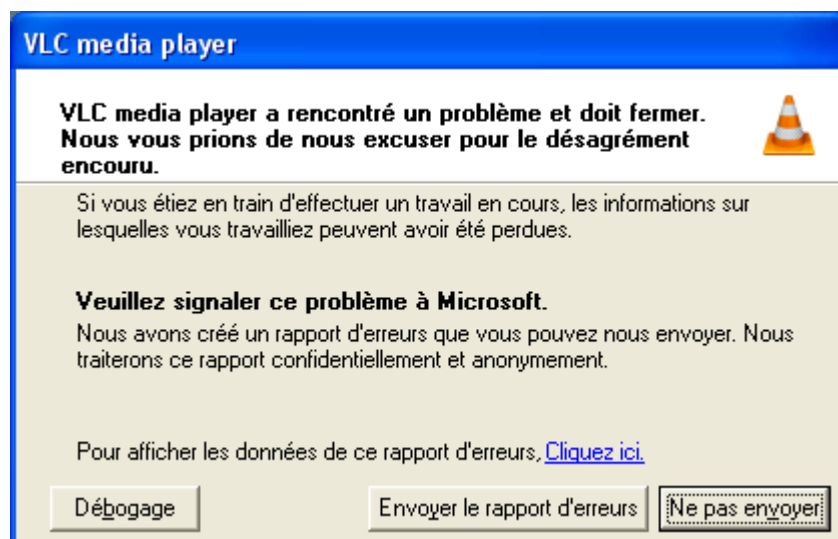 VLC media player
VLC media player a rencontré un problème et doit fermer.
Nous vous prions de nous excuser pour le désagrément
encouru.
Si vous étiez en train d'effectuer un travail en cours, les informations sur
lesquelles vous travailliez peuvent avoir été perdues.
Veuillez signaler ce problème à Microsoft.
Nous avons créé un rapport d'erreurs que vous pouvez nous envoyer. Nous
traiterons ce rapport confidentiellement et anonymement.
Pour afficher les données de ce rapport d'erreurs, Cliquez ici.
Débogage Envoyer le rapport d'erreurs Ne pas envoyer